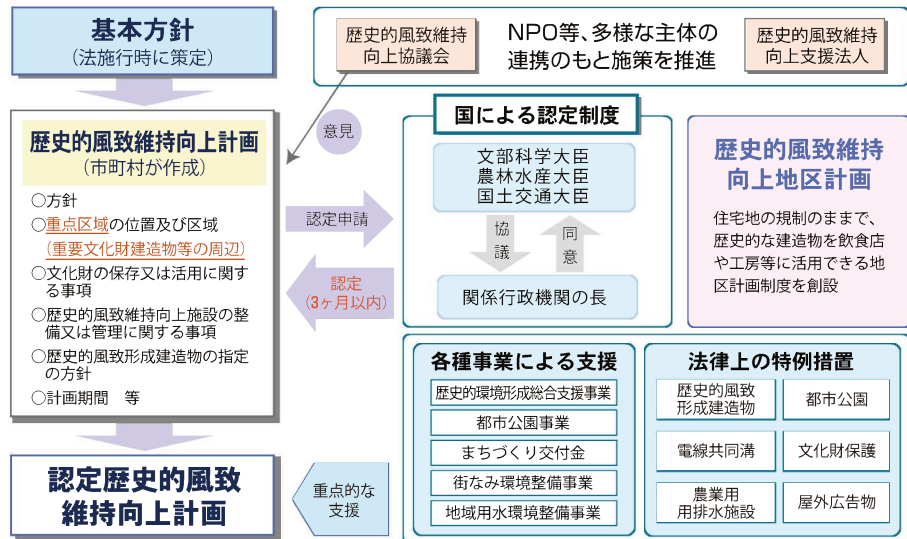 基本方針
(法施行時に策定)
歴史的風致維持
向上協議会
NPO等、多様な主体の
連携のもと施策を推進
歴史的風致維持
向上支援法人
意見
歴史的風致維持向上計画
(市町村が作成)
○方針
○重点区域の位置及び区域
(重要文化財建造物等の周辺)
○文化財の保存又は活用に関す
る事項
○歴史的風致維持向上施設の整
備又は管理に関する事項
○歴史的風致形成建造物の指定
の方針
○計画期間 等
認定申請
認定
(3ヶ月以内)
国による認定制度
文部科学大臣
農林水産大臣
国土交通大臣
協議
同意
関係行政機関の長
歴史的風致維持
向上地区計画
住宅地の規制のままで、
歴史的な建造物を飲食店
や工房等に活用できる地
区計画制度を創設
認定歴史的風致
維持向上計画
重点的な
支援
各種事業による支援
歴史的環境形成総合支援事業
都市公園事業
まちづくり交付金
街なみ環境整備事業
地域用水環境整備事業
法律上の特例措置
歴史的風致
形成建造物
都市公園
電線共同溝
文化財保護
農業用
用排水施設
屋外広告物